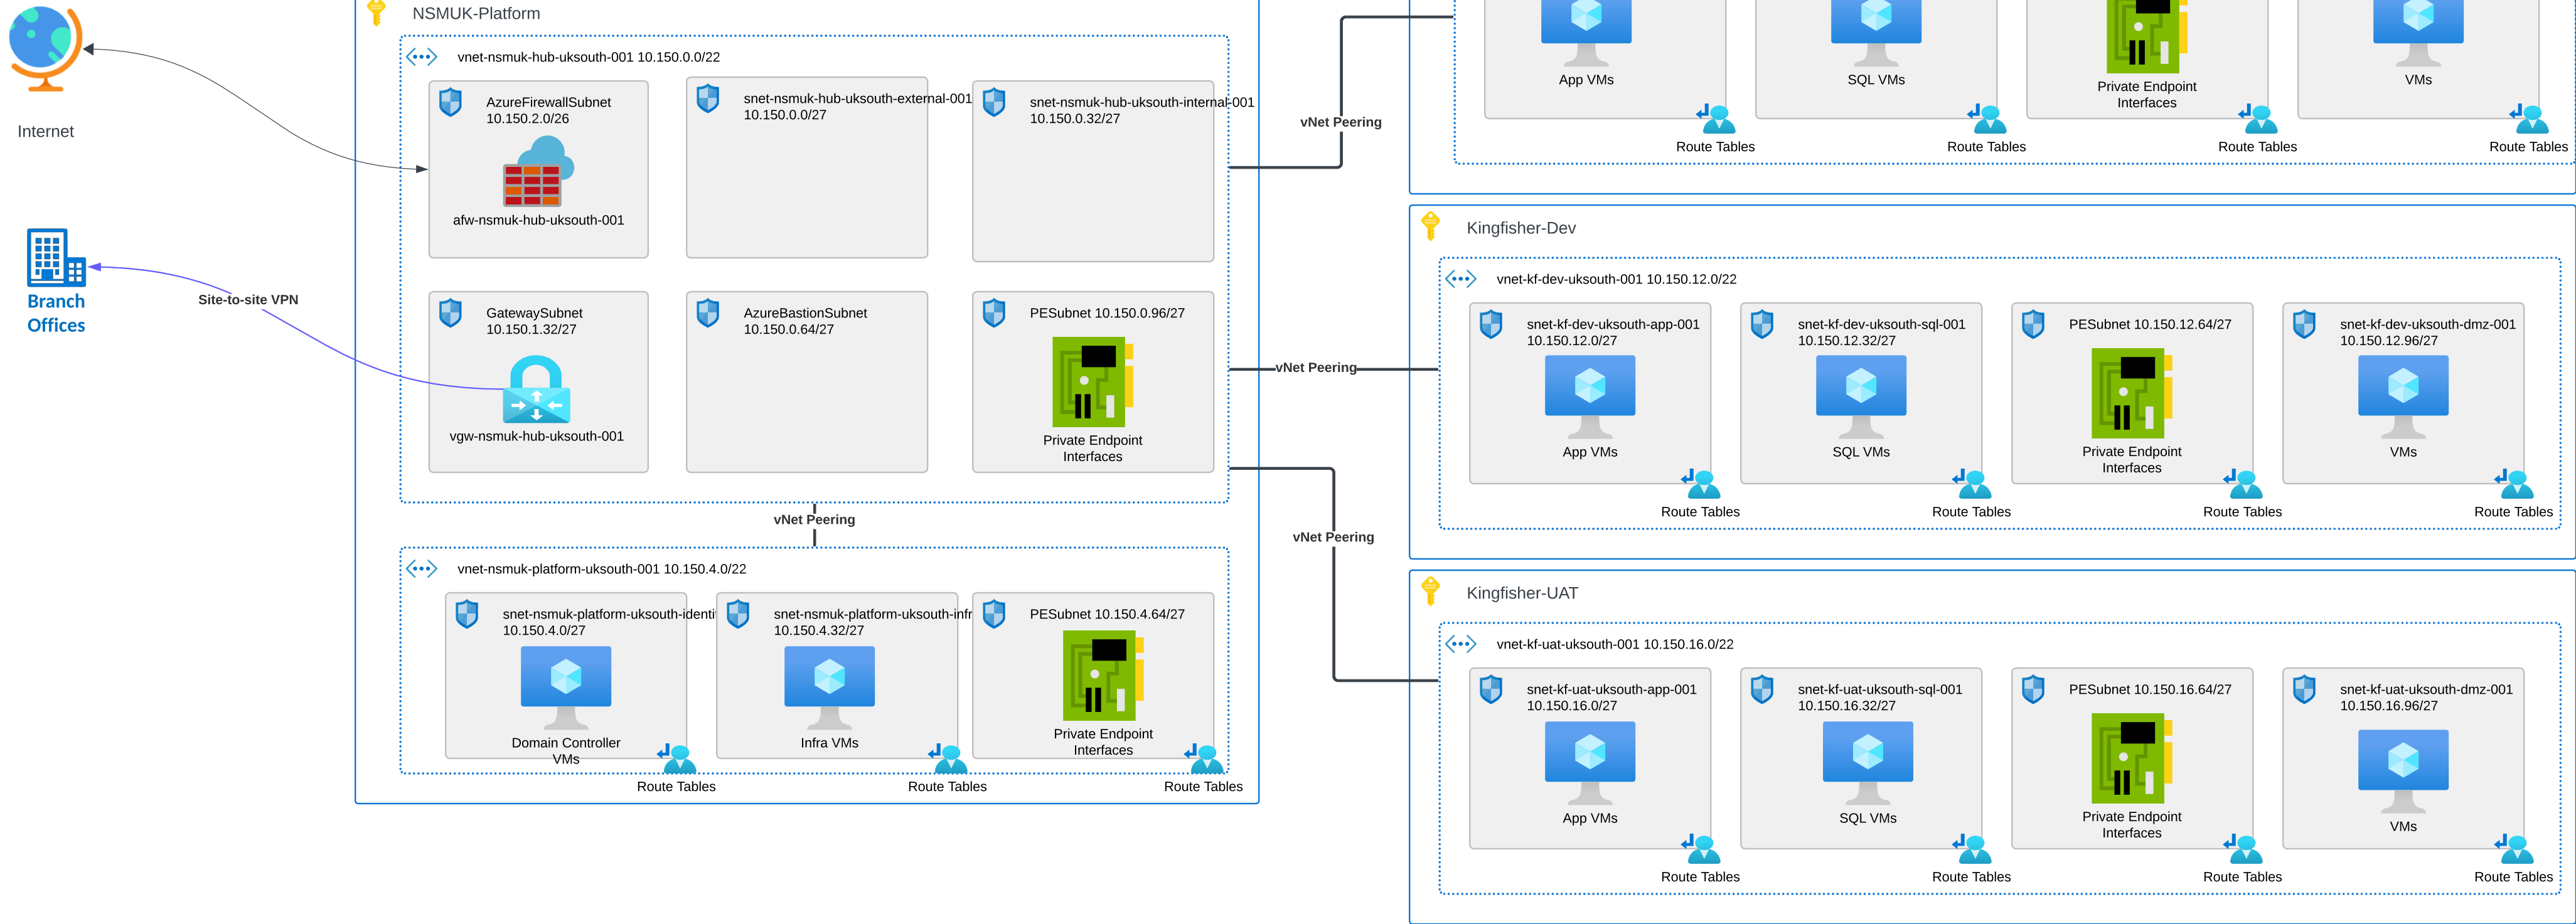 Internet
Branch
Offices
Site-to-site VPN
NSMUK-Platform
vnet-nsmuk-hub-uksouth-001 10.150.0.0/22
AzureFirewallSubnet
10.150.2.0/26
afw-nsmuk-hub-uksouth-001
snet-nsmuk-hub-uksouth-external-001
10.150.0.0/27
snet-nsmuk-hub-uksouth-internal-001
10.150.0.32/27
GatewaySubnet
10.150.1.32/27
vgw-nsmuk-hub-uksouth-001
AzureBastionSubnet
10.150.0.64/27
PESubnet 10.150.0.96/27
Private Endpoint
Interfaces
vNet Peering
vnet-nsmuk-platform-uksouth-001 10.150.4.0/22
snet-nsmuk-platform-uksouth-identi
10.150.4.0/27
Domain Controller
VMs
Route Tables
snet-nsmuk-platform-uksouth-infr
10.150.4.32/27
Infra VMs
Route Tables
PESubnet 10.150.4.64/27
Private Endpoint
Interfaces
Route Tables
vNet Peering
vNet Peering
vNet Peering
App VMs
Route Tables
SQL VMs
Route Tables
Private Endpoint
Interfaces
Route Tables
VMs
Route Tables
Kingfisher-Dev
vnet-kf-dev-uksouth-001 10.150.12.0/22
snet-kf-dev-uksouth-app-001
10.150.12.0/27
App VMs
Route Tables
snet-kf-dev-uksouth-sql-001
10.150.12.32/27
SQL VMs
Route Tables
PESubnet 10.150.12.64/27
Private Endpoint
Interfaces
Route Tables
snet-kf-dev-uksouth-dmz-001
10.150.12.96/27
VMs
Route Tables
Kingfisher-UAT
vnet-kf-uat-uksouth-001 10.150.16.0/22
snet-kf-uat-uksouth-app-001
10.150.16.0/27
App VMs
Route Tables
snet-kf-uat-uksouth-sql-001
10.150.16.32/27
SQL VMs
Route Tables
PESubnet 10.150.16.64/27
Private Endpoint
Interfaces
Route Tables
snet-kf-uat-uksouth-dmz-001
10.150.16.96/27
VMs
Route Tables